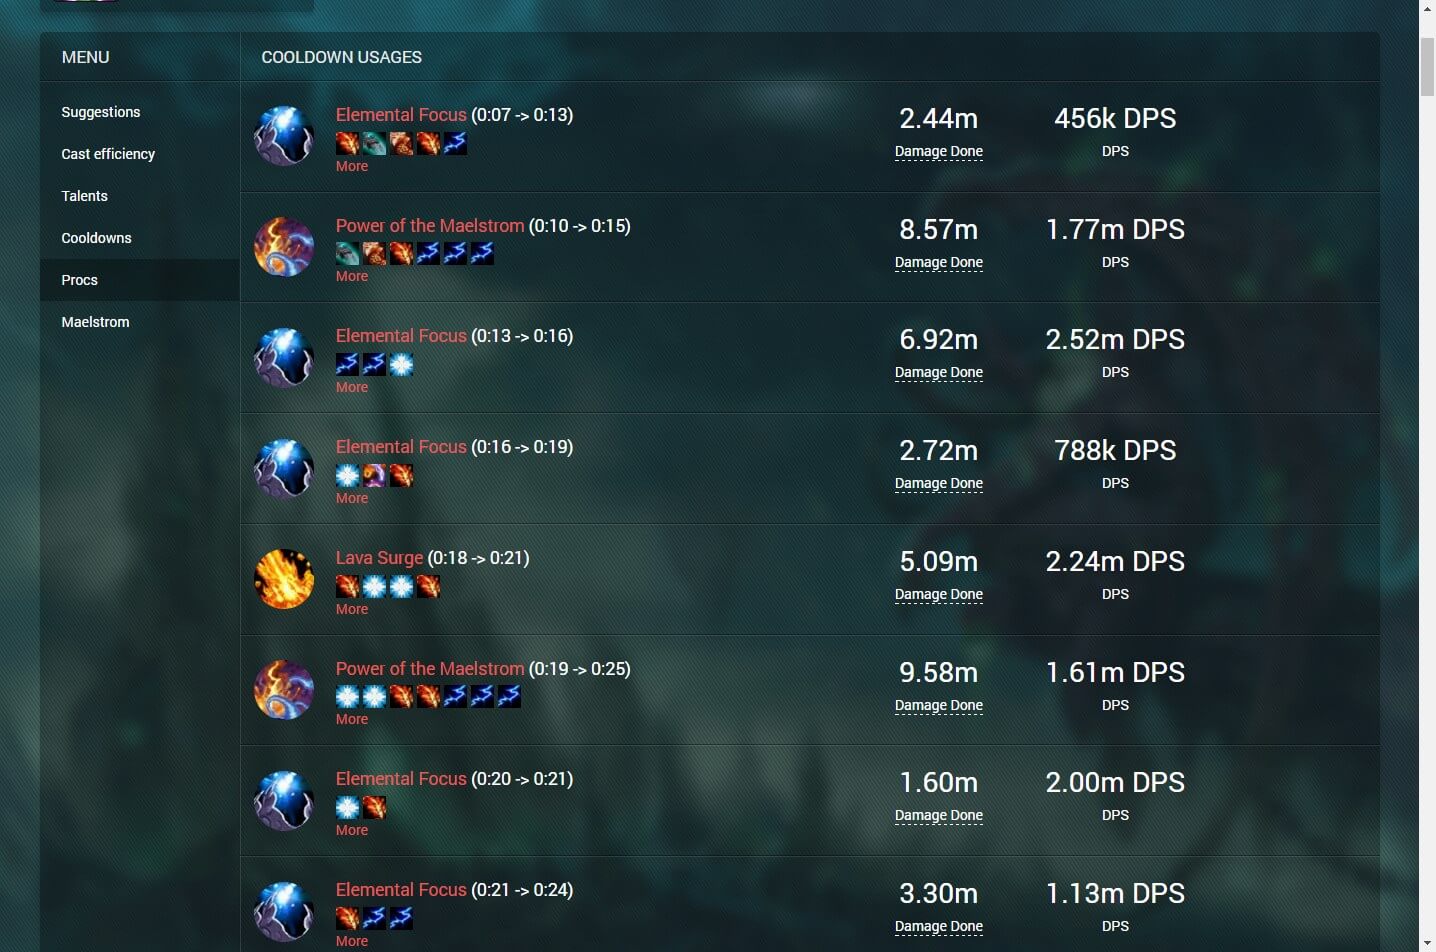 MENU
COOLDOWN USAGES
Suggestions
Cast efficiency
Talents
Cooldowns
Procs
Maelstrom
Elemental Focus (0:07 -> 0:13)
More
2.44m
Damage Done
456k DPS
DPS
Power of the Maelstrom (0:10 -> 0:15)
More
8.57m
Damage Done
1.77m DPS
DPS
Elemental Focus (0:13 -> 0:16)
More
6.92m
Damage Done
2.52m DPS
DPS
Elemental Focus (0:16 -> 0:19)
More
2.72m
Damage Done
788k DPS
DPS
Lava Surge (0:18 -> 0:21)
More
5.09m
Damage Done
2.24m DPS
DPS
Power of the Maelstrom (0:19 -> 0:25)
More
9.58m
Damage Done
1.61m DPS
DPS
Elemental Focus (0:20 -> 0:21)
More
1.60m
Damage Done
2.00m DPS
DPS
Elemental Focus (0:21 -> 0:24)
More
3.30m
Damage Done
1.13m DPS
DPS